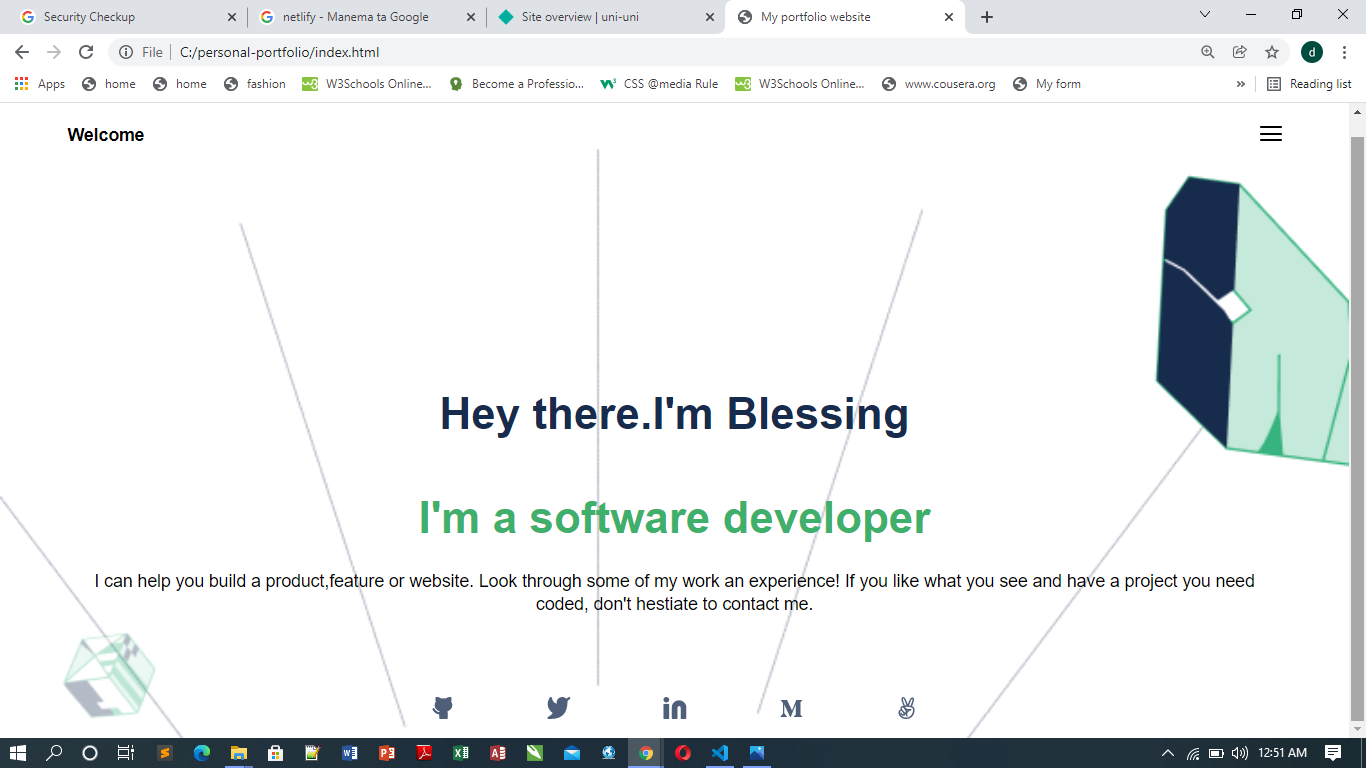 Security Checkup
netlify - Manema ta Google
Site overview | uni-uni
My portfolio website
File
C:/personal-portfolio/index.html
d
Apps
home
home
fashion
W3Schools Online...
Become a Professio...
CSS @media Rule
W3Schools Online...
www.cousera.org
My form
»
Reading list
Welcome
Hey there.I'm Blessing
I'm a software developer
I can help you build a product,feature or website. Look through some of my work an experience! If you like what you see and have a project you need
coded, don't hestiate to contact me.
12:51 AM